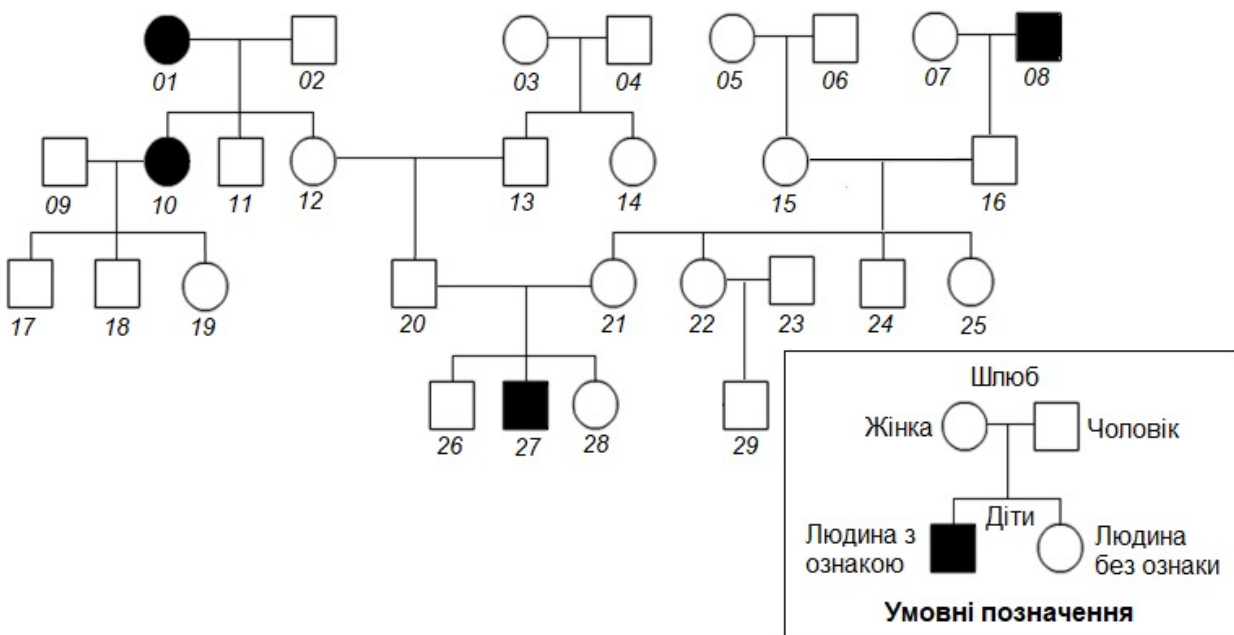 01 02 03 04 05 06 07 08
09 10 11 12 13 14 15 16
17 18 19 20 21 22 23 24 25
26 27 28 29
Шлюб
Жінка Чоловік
Діти
Людина з ознакою
Людина без ознаки
Умовні позначення